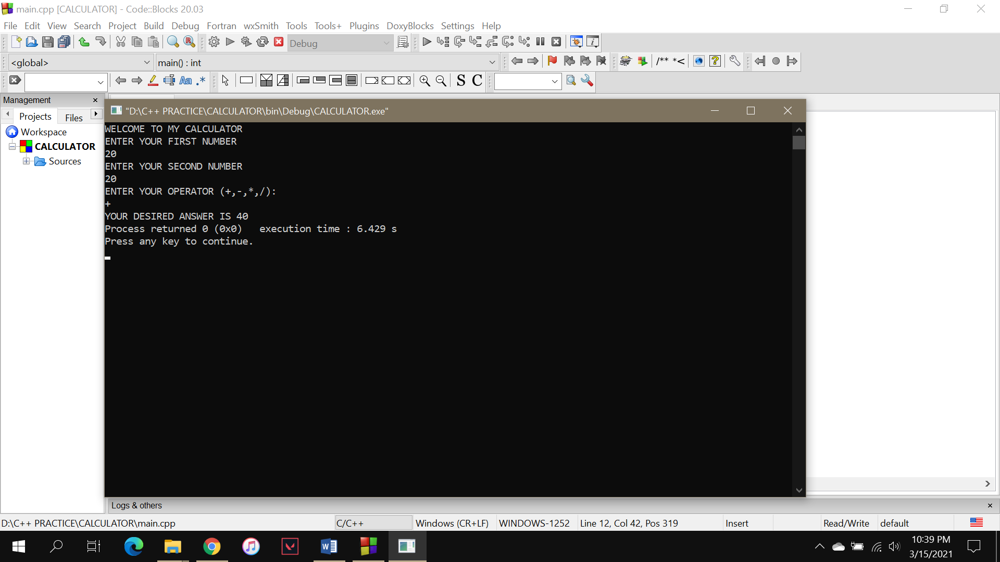 main.cpp [CALCULATOR] - Code::Blocks 20.03
File Edit View Search Project Build Debug Fortran wxSmith Tools Tools+ Plugins DoxyBlocks Settings Help
Debug
<global> main() : int /** *<
Aa .* S C
Management
Projects Files
Workspace
CALCULATOR
Sources
"D:\C++ PRACTICE\CALCULATOR\bin\Debug\CALCULATOR.exe"
WELCOME TO MY CALCULATOR
ENTER YOUR FIRST NUMBER
20
ENTER YOUR SECOND NUMBER
20
ENTER YOUR OPERATOR (+,-,*,/):
+
YOUR DESIRED ANSWER IS 40
Process returned 0 (0x0)   execution time : 6.429 s
Press any key to continue.
Logs & others
D:\C++ PRACTICE\CALCULATOR\main.cpp C/C++ Windows (CR+LF) WINDOWS-1252 Line 12, Col 42, Pos 319 Insert Read/Write default
10:39 PM
3/15/2021